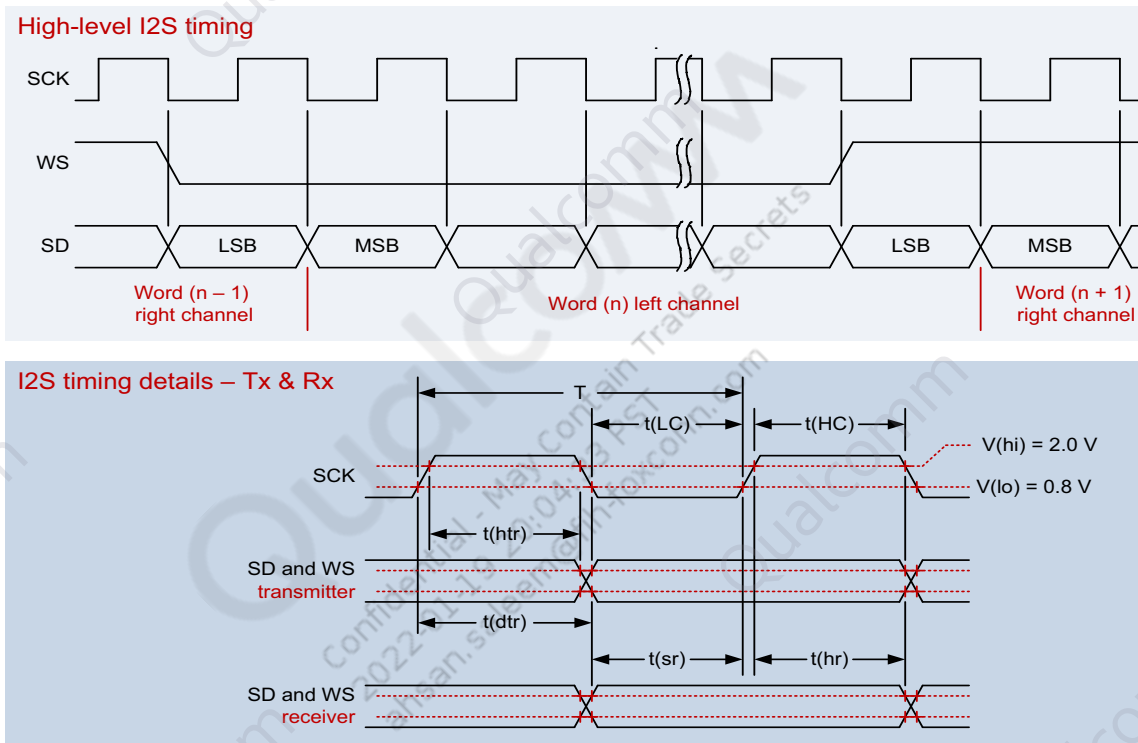 High-level I2S timing
SCK
WS
SD
LSB
MSB
LSB
MSB
Word (n – 1)
right channel
Word (n) left channel
Word (n + 1)
right channel
I2S timing details – Tx & Rx
T
t(LC)
t(HC)
V(hi) = 2.0 V
SCK
V(lo) = 0.8 V
t(htr)
SD and WS
transmitter
t(dtr)
t(sr)
t(hr)
SD and WS
receiver
Qualcomm
Confidential - May Contain Trade Secrets